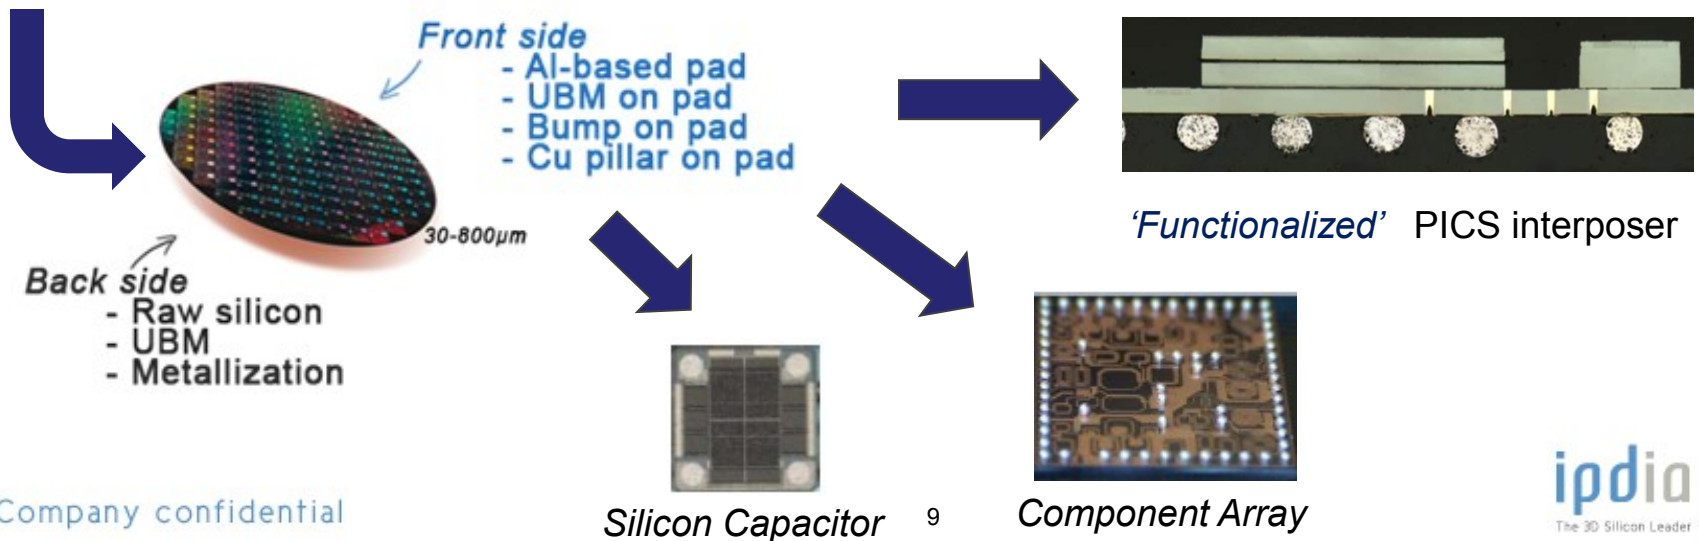 Front side
- Al-based pad
- UBM on pad
- Bump on pad
- Cu pillar on pad
30-800µm
Back side
- Raw silicon
- UBM
- Metallization
'Functionalized' PICS interposer
Silicon Capacitor
Component Array
Company confidential
9
ipdia
The 3D Silicon Leader